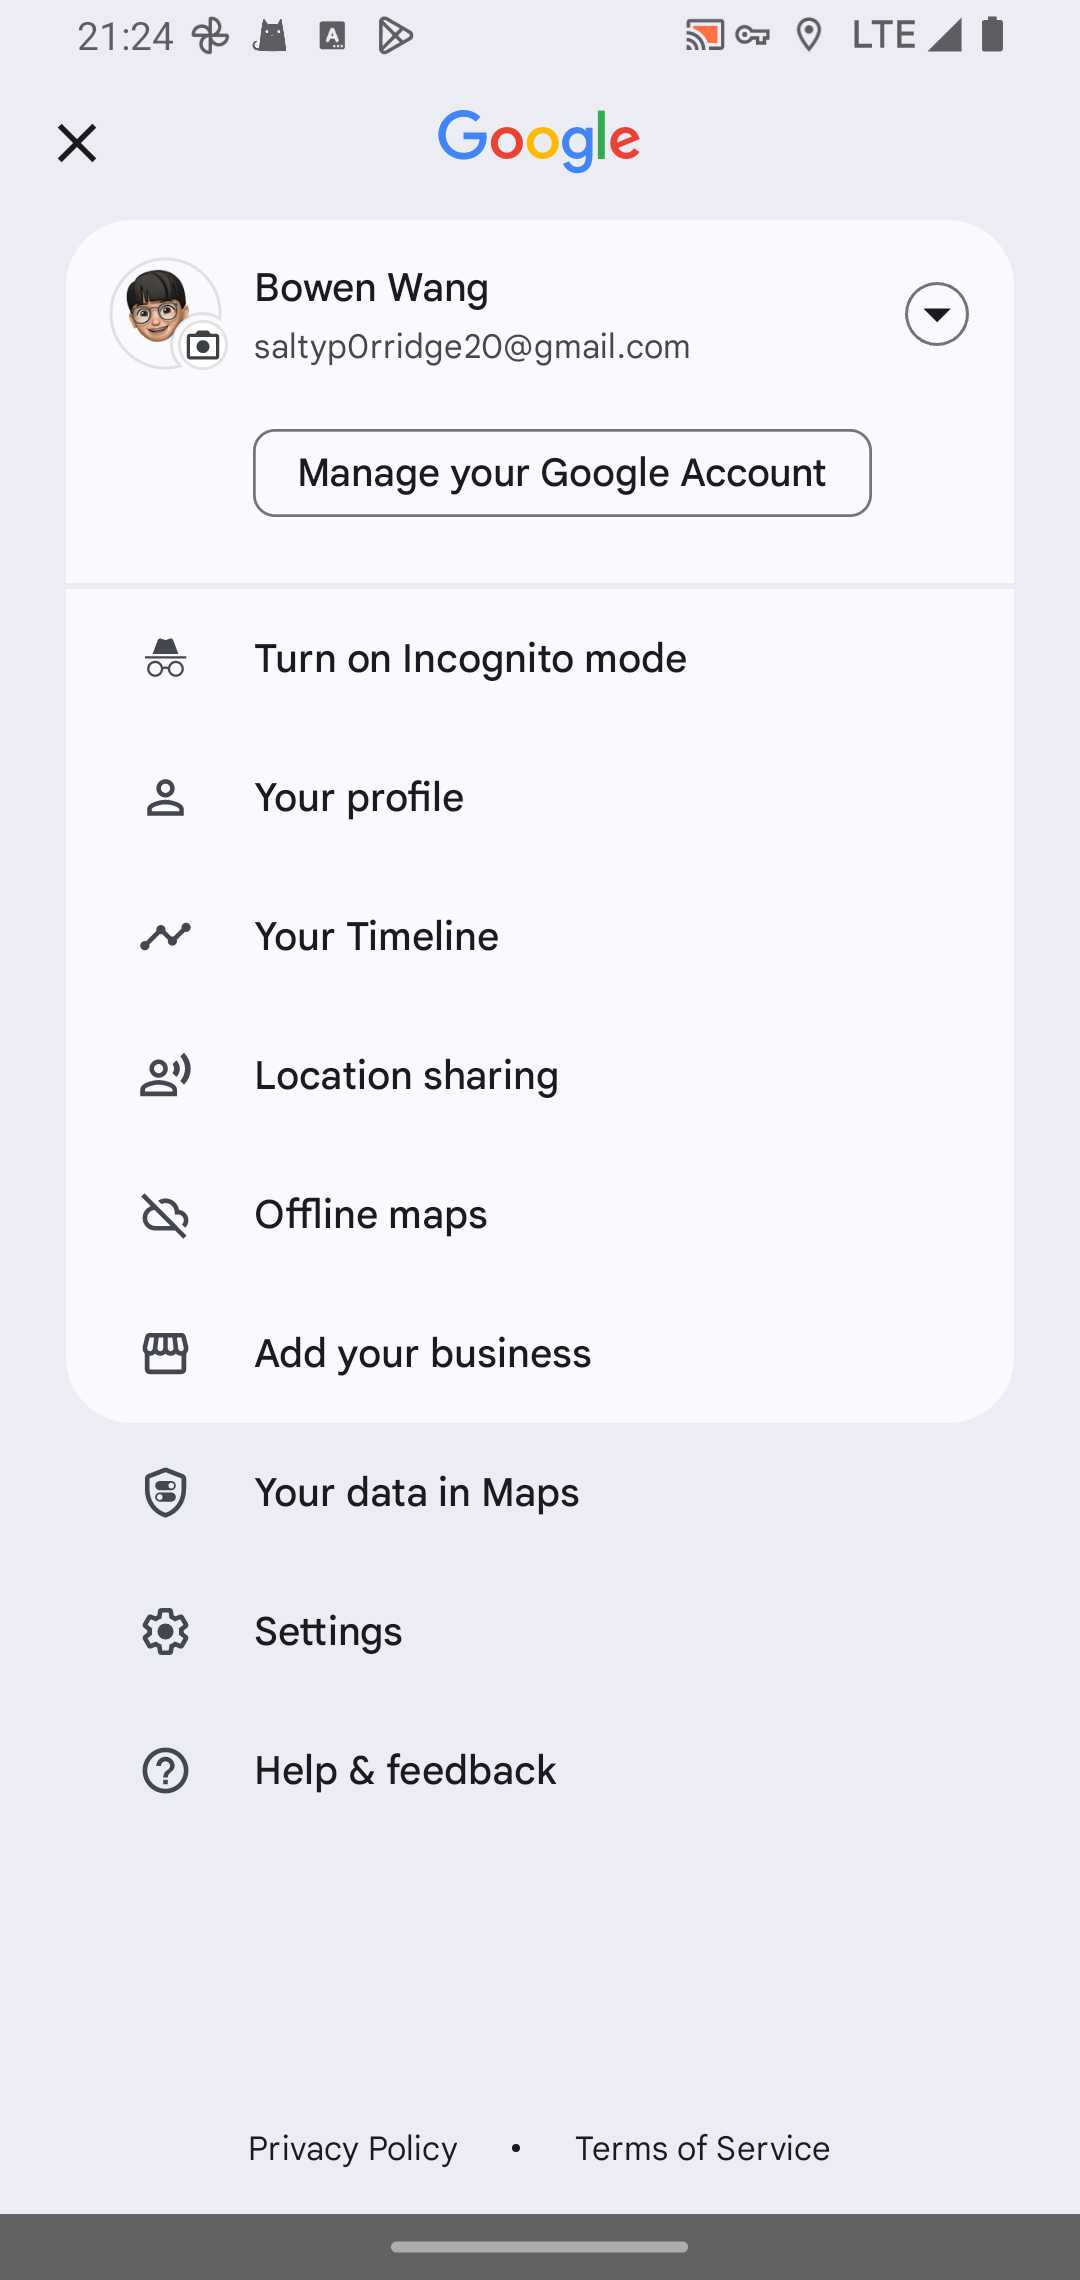 21:24
LTE
Google
Bowen Wang
saltyp0rridge20@gmail.com
Manage your Google Account
Turn on Incognito mode
Your profile
Your Timeline
Location sharing
Offline maps
Add your business
Your data in Maps
Settings
Help & feedback
Privacy Policy • Terms of Service